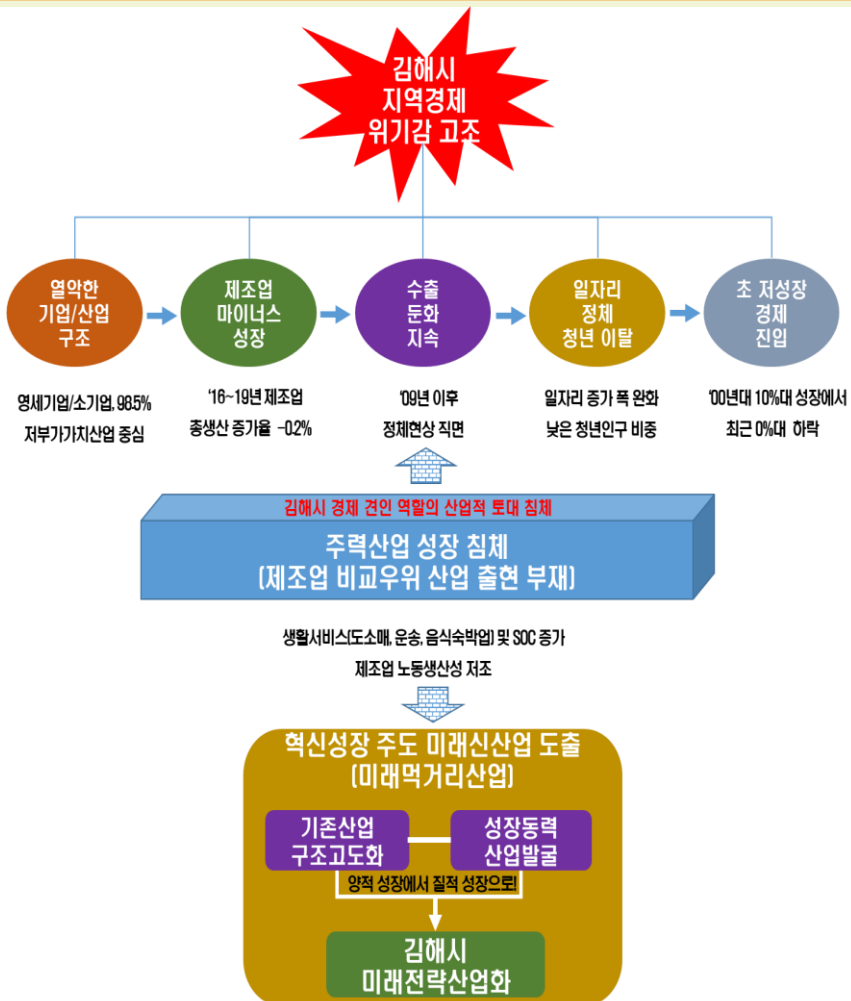 김해시
지역경제
위기감 고조
열악한
기업/산업
구조
제조업
마이너스
성장
수출
둔화
지속
일자리
정체
청년 이탈
초 저성장
경제
진입
영세기업/소기업, 98.5%
저부가가치산업 중심
‘16~19년 제조업
총생산 증가율 -0.2%
‘09년 이후
정체현상 직면
일자리 증가 폭 완화
낮은 청년인구 비중
‘00년대 10%대 성장에서
최근 0%대 하락
김해시 경제 견인 역할의 산업적 토대 침체
주력산업 성장 침체
(제조업 비교우위 산업 출현 부재)
생활서비스(도소매, 운송, 음식숙박업) 및 SOC 증가
제조업 노동생산성 저조
혁신성장 주도 미래신산업 도출
(미래먹거리산업)
기존산업
구조고도화
성장동력
산업발굴
양적 성장에서 질적 성장으로!
김해시
미래전략산업화